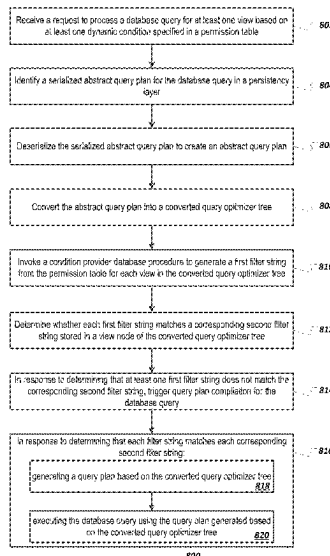 Receive a request to process a database query for at least one view based on
at least one dynamic condition specified in a permission table
Identify a serialized abstract query plan for the database query in a persistency
layer
Deserialize the serialized abstract query plan to create an abstract query plan
Convert the abstract query plan into a converted query optimizer tree
Invoke a condition provider database procedure to generate a first filter string
from the permission table for each view in the converted query optimizer tree
810
Determine whether each first filter string matches a corresponding second filter
string stored in a view node of the converted query optimizer tree
In response to determining that at least one first filter string does not match the
corresponding second filter string, trigger query plan compilation for the
database query
In response to determining that each filter string matches each corresponding
second filter string:
generating a query plan based on the converted query optimizer tree
818
executing the database query using the query plan generated based
on the converted query optimizer tree
820